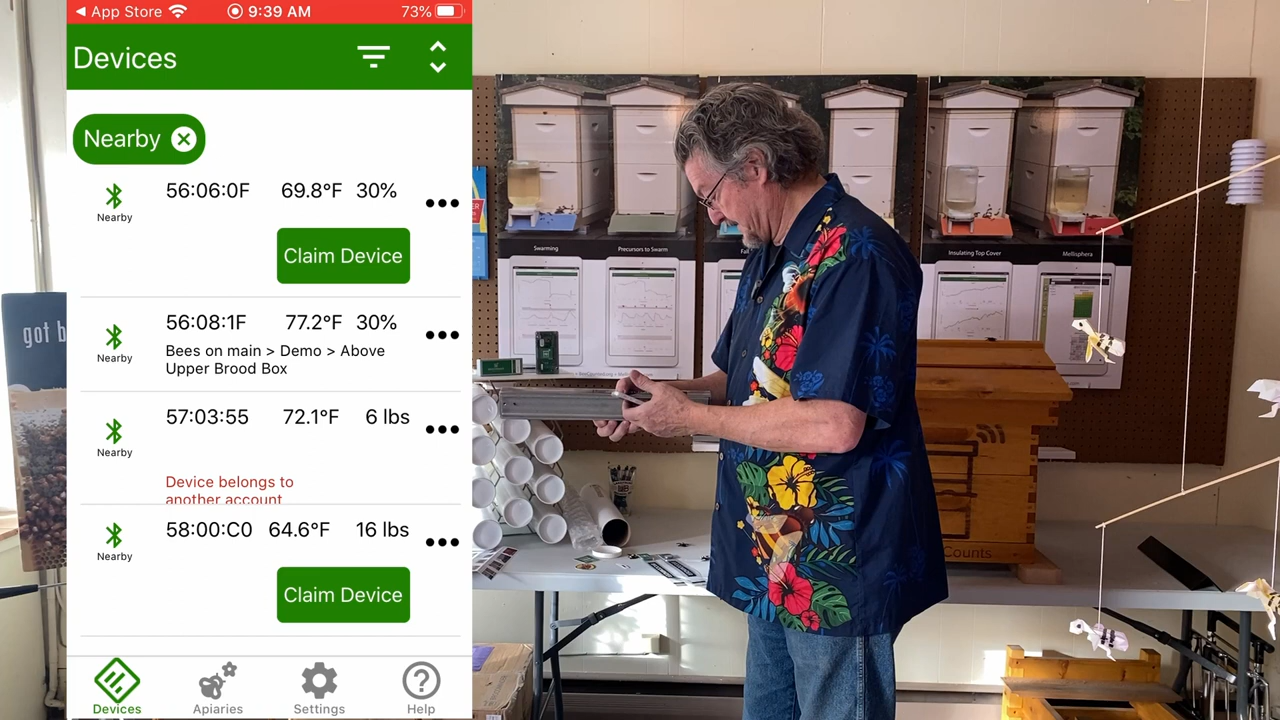 App Store
9:39 AM
73%
Devices
Nearby
56:06:0F 69.8°F 30%
Nearby
Claim Device
56:08:1F 77.2°F 30%
Nearby
Bees on main > Demo > Above
Upper Brood Box
57:03:55 72.1°F 6 lbs
Nearby
Device belongs to
another account
58:00:C0 64.6°F 16 lbs
Nearby
Claim Device
Devices
Apiaries
Settings
Help
got b
Swarming
Precursors to Swarm
Insulating Top Cover
Mellisphera
Counts